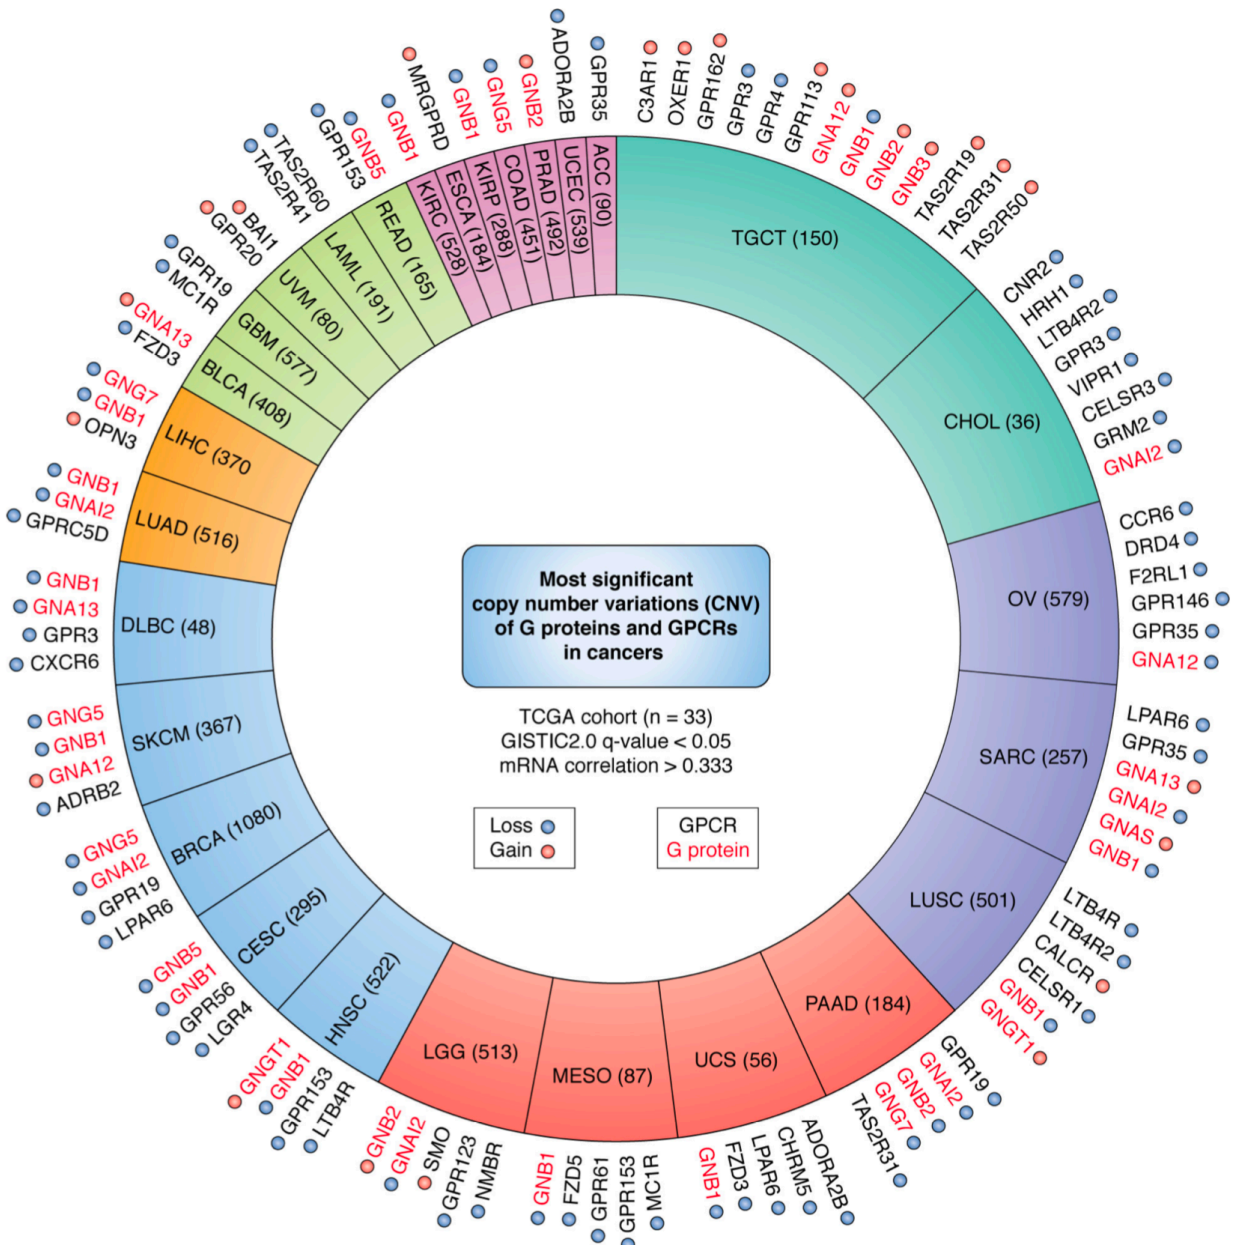 Most significant
copy number variations (CNV)
of G proteins and GPCRs
in cancers
TCGA cohort (n = 33)
GISTIC2.0 q-value < 0.05
mRNA correlation > 0.333
Loss
Gain
GPCR
G protein
TGCT (150)
C3AR1
OXER1
GPR162
GPR3
GPR4
GPR113
GNA12
GNB1
GNB2
GNB3
TAS2R19
TAS2R31
TAS2R50
CHOL (36)
CNR2
HRH1
LTB4R2
GPR3
VIPR1
CELSR3
GRM2
GNAI2
OV (579)
CCR6
DRD4
F2RL1
GPR146
GPR35
GNA12
SARC (257)
LPAR6
GPR35
GNA13
GNAI2
GNAS
GNB1
LUSC (501)
LTB4R
LTB4R2
CALCR
CELSR1
GNB1
GNGT1
PAAD (184)
GPR19
GNAI2
GNB2
GNG7
TAS2R31
UCS (56)
ADORA2B
CHRM5
LPAR6
FZD3
GNB1
MESO (87)
MC1R
GPR153
GPR61
FZD5
GNB1
LGG (513)
NMBR
GPR123
SMO
GNAI2
GNB2
HNSC (522)
LTB4R
GPR153
GNB1
GNGT1
CESC (295)
LGR4
GPR56
GNB1
GNB5
BRCA (1080)
LPAR6
GPR19
GNAI2
GNG5
SKCM (367)
ADRB2
GNA12
GNB1
GNG5
DLBC (48)
CXCR6
GPR3
GNA13
GNB1
LUAD (516)
GPRC5D
GNAI2
GNB1
LIHC (370
OPN3
GNB1
GNG7
BLCA (408)
FZD3
GNA13
GBM (577)
MC1R
GPR19
UVM (80)
GPR20
BAI1
LAML (191)
TAS2R41
TAS2R60
READ (165)
GPR153
GNB5
GNB1
KIRC (528)
MRGPRD
ESCA (184)
GNB1
KIRP (288)
GNG5
COAD (451)
GNB2
PRAD (492)
ADORA2B
UCEC (539)
GPR35
ACC (90)